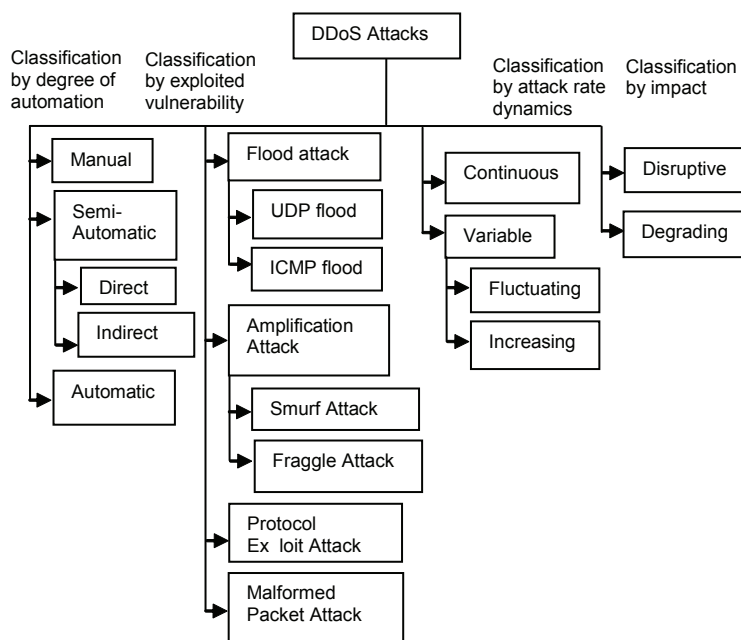 DDoS Attacks
Classification
by degree of
automation
Classification
by exploited
vulnerability
Classification
by attack rate
dynamics
Classification
by impact
Manual
Semi-
Automatic
Direct
Indirect
Automatic
Flood attack
UDP flood
ICMP flood
Amplification
Attack
Smurf Attack
Fraggle Attack
Protocol
Ex loit Attack
Malformed
Packet Attack
Continuous
Variable
Fluctuating
Increasing
Disruptive
Degrading